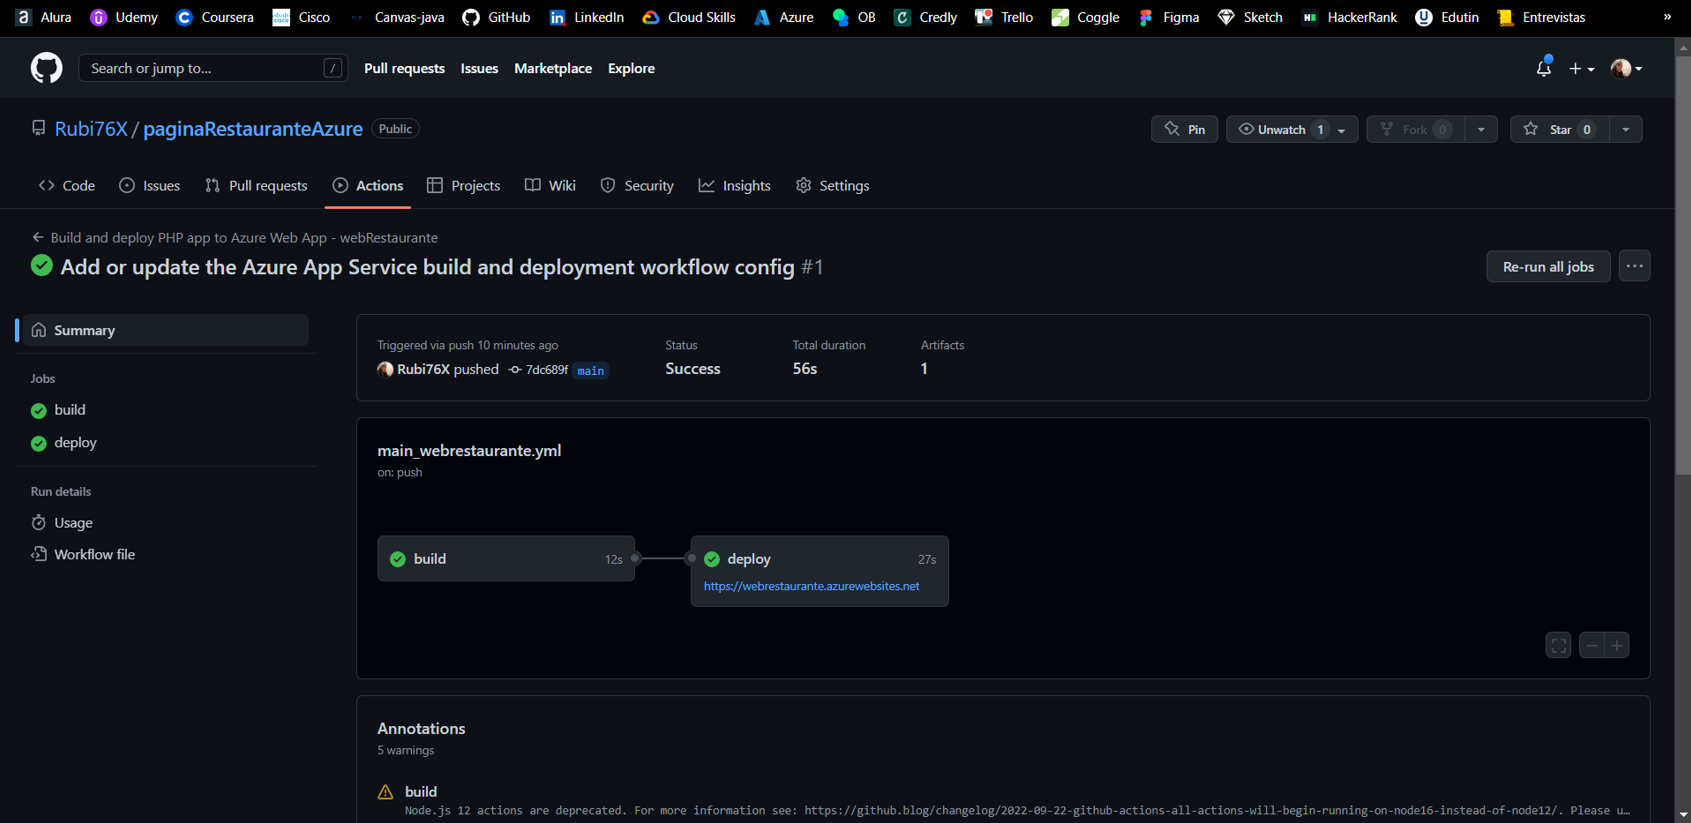 Alura Udemy Coursera Cisco Canvas-java GitHub LinkedIn Cloud Skills Azure OB Credly Trello Coggle Figma Sketch HackerRank Edutin Entrevistas »
Search or jump to... / Pull requests Issues Marketplace Explore
Rubi76X / paginaRestauranteAzure Public Pin Unwatch 1 Fork 0 Star 0
Code Issues Pull requests Actions Projects Wiki Security Insights Settings
← Build and deploy PHP app to Azure Web App - webRestaurante
Add or update the Azure App Service build and deployment workflow config #1
Re-run all jobs ···
Summary
Jobs
build
deploy
Run details
Usage
Workflow file
Triggered via push 10 minutes ago Status Total duration Artifacts
Rubi76X pushed 7dc689f main Success 56s 1
main_webrestaurante.yml
on: push
build 12s deploy 27s
https://webrestaurante.azurewebsites.net
Annotations
5 warnings
build
Node.js 12 actions are deprecated. For more information see: https://github.blog/changelog/2022-09-22-github-actions-all-actions-will-begin-running-on-node16-instead-of-node12/. Please u…